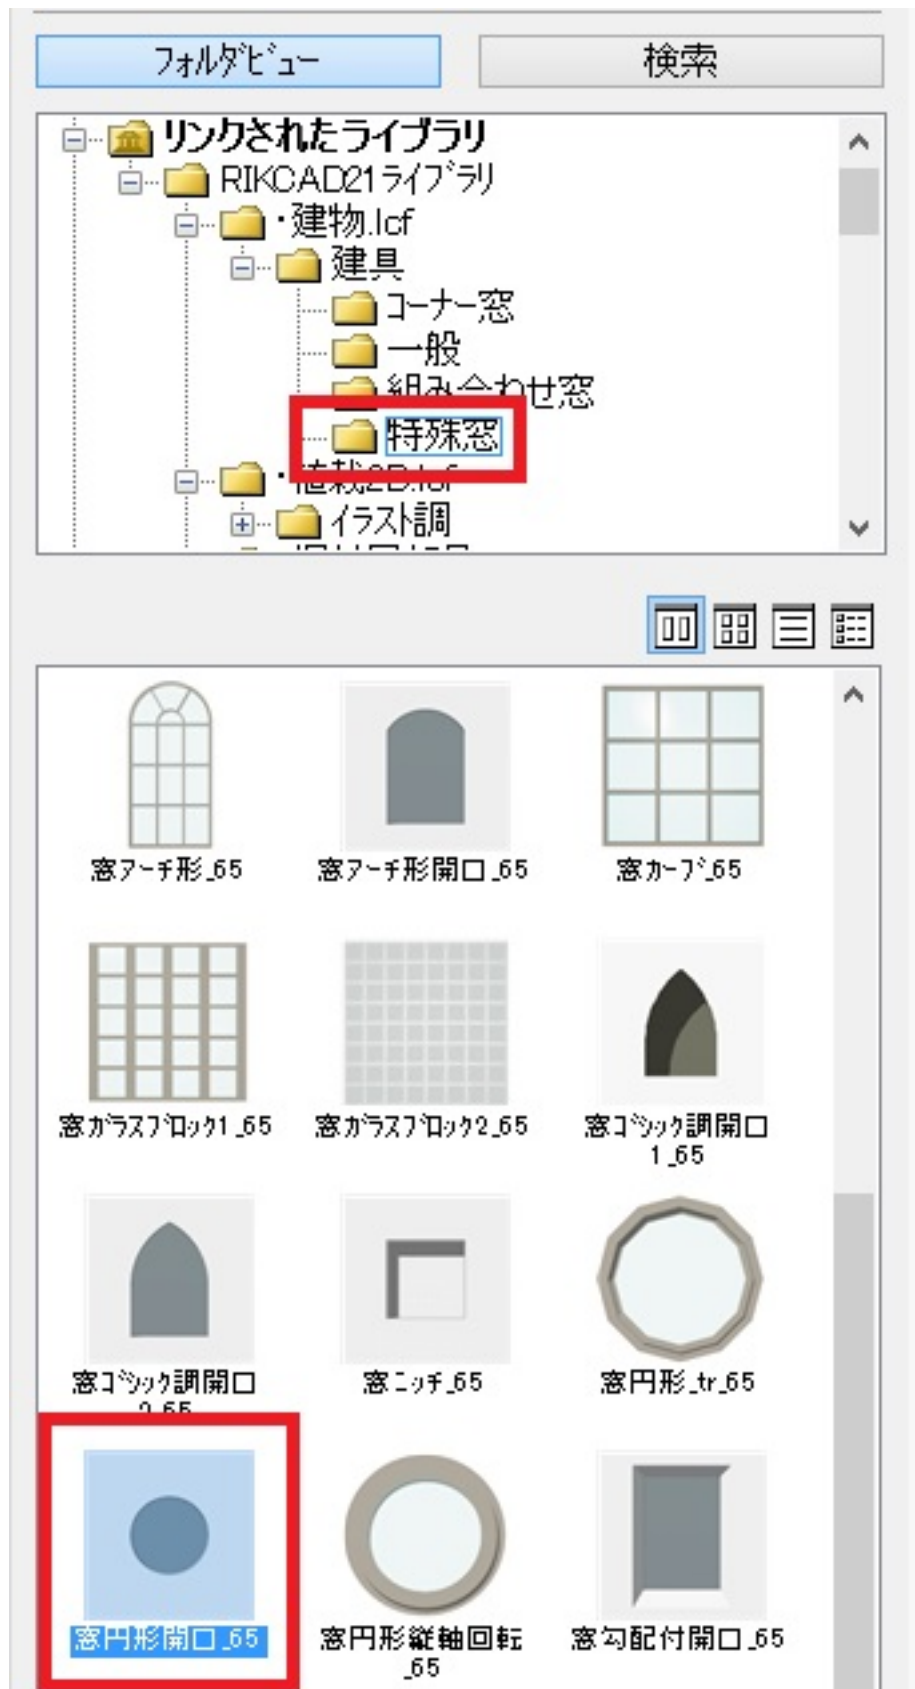 フォルダビュー
検索
リンクされたライブラリ
RIKCAD21ライブラリ
・建物.lcf
建具
コーナー窓
一般
組み合わせ窓
特殊窓
・植栽2D.lcf
イラスト調
窓アーチ形_65
窓アーチ形開口_65
窓カーブ_65
窓ガラスブロック1_65
窓ガラスブロック2_65
窓ゴシック調開口
1_65
窓ゴシック調開口
2_65
窓ニッチ_65
窓円形_tr_65
窓円形開口_65
窓円形縦軸回転
_65
窓勾配付開口_65